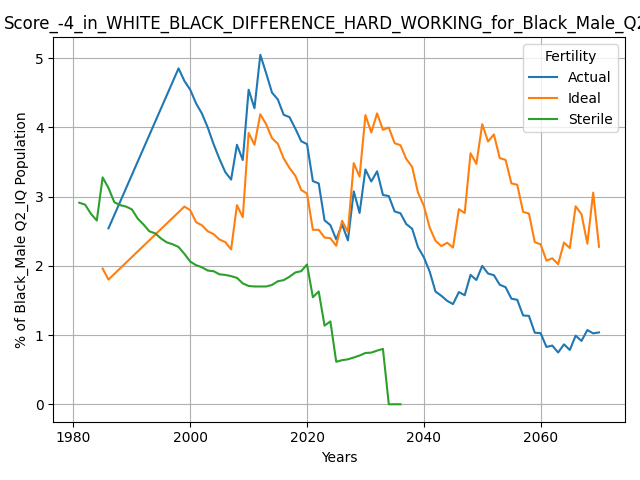 Score_-4_in_WHITE_BLACK_DIFFERENCE_HARD_WORKING_for_Black_Male_Q2
Fertility
Actual
Ideal
Sterile
% of Black_Male Q2_IQ Population
5
4
3
2
1
0
1980 2000 2020 2040 2060
Years